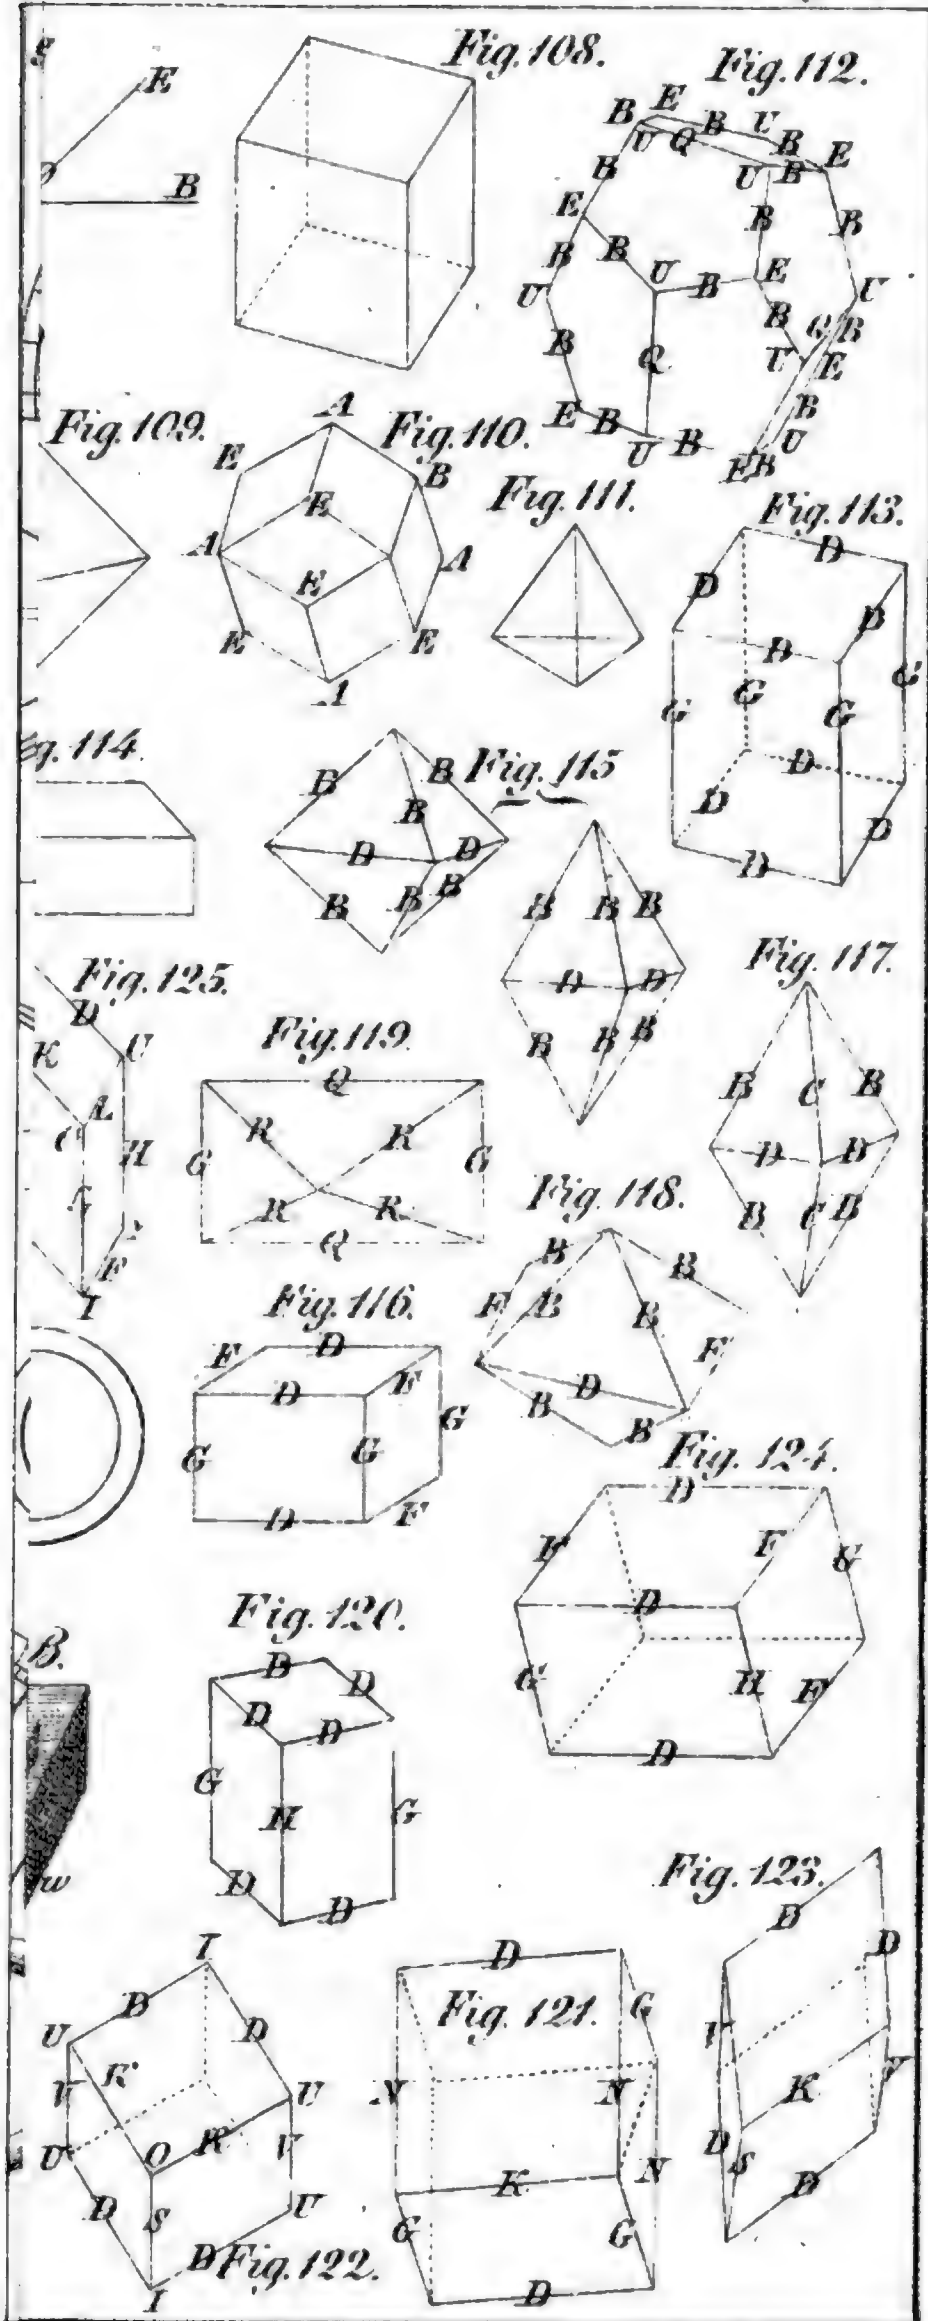 Fig. 108.
E
B
Fig. 112.
B E B U B E
U Q U B
B B B
E B U B E U
B B Q B
U U E
B Q B
E B U B U
E B
Fig. 109.
Fig. 110.
A
E B
E
A A
E
E E
A
Fig. 111.
Fig. 113.
D
D D
D
G G G G
D
D D
D
g. 114.
Fig. 115
B B
B
D D
B B B
B B B
D D
B B B
Fig. 117.
B C B
D D
B C B
Fig. 125.
D
K U
L
C H
G
F
I
Fig. 119.
Q
R R
G G
R R
Q
Fig. 118.
B B
F B B F
D
B B
Fig. 116.
F D
D F
G G G
D F
Fig. 124.
D
F F G
D
G H F
D
Fig. 120.
D D
D D
G H G
D D
B.
w
Fig. 123.
D
D
V
K V
D S
D
Fig. 121.
D
G
N N
N
K
G G
D
I
D D
U
K
V U
U O K V
D S U
D
I
Fig. 122.